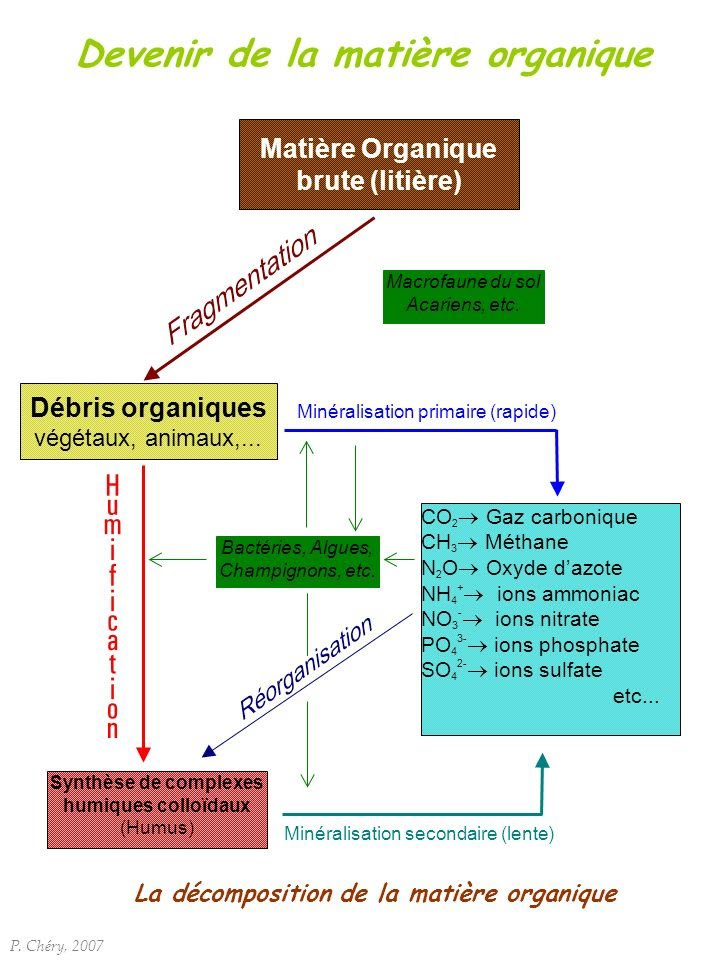 Devenir de la matière organique
Matière Organique
brute (litière)
Fragmentation
Macrofaune du sol
Acariens, etc.
Débris organiques
végétaux, animaux,...
Minéralisation primaire (rapide)
Humification
Bactéries, Algues,
Champignons, etc.
CO₂→ Gaz carbonique
CH₃→ Méthane
N₂O→ Oxyde d’azote
NH₄⁺→ ions ammoniac
NO₃⁻→ ions nitrate
PO₄³⁻→ ions phosphate
SO₄²⁻→ ions sulfate
etc...
Réorganisation
Synthèse de complexes
humiques colloïdaux
(Humus)
Minéralisation secondaire (lente)
La décomposition de la matière organique
P. Chéry, 2007